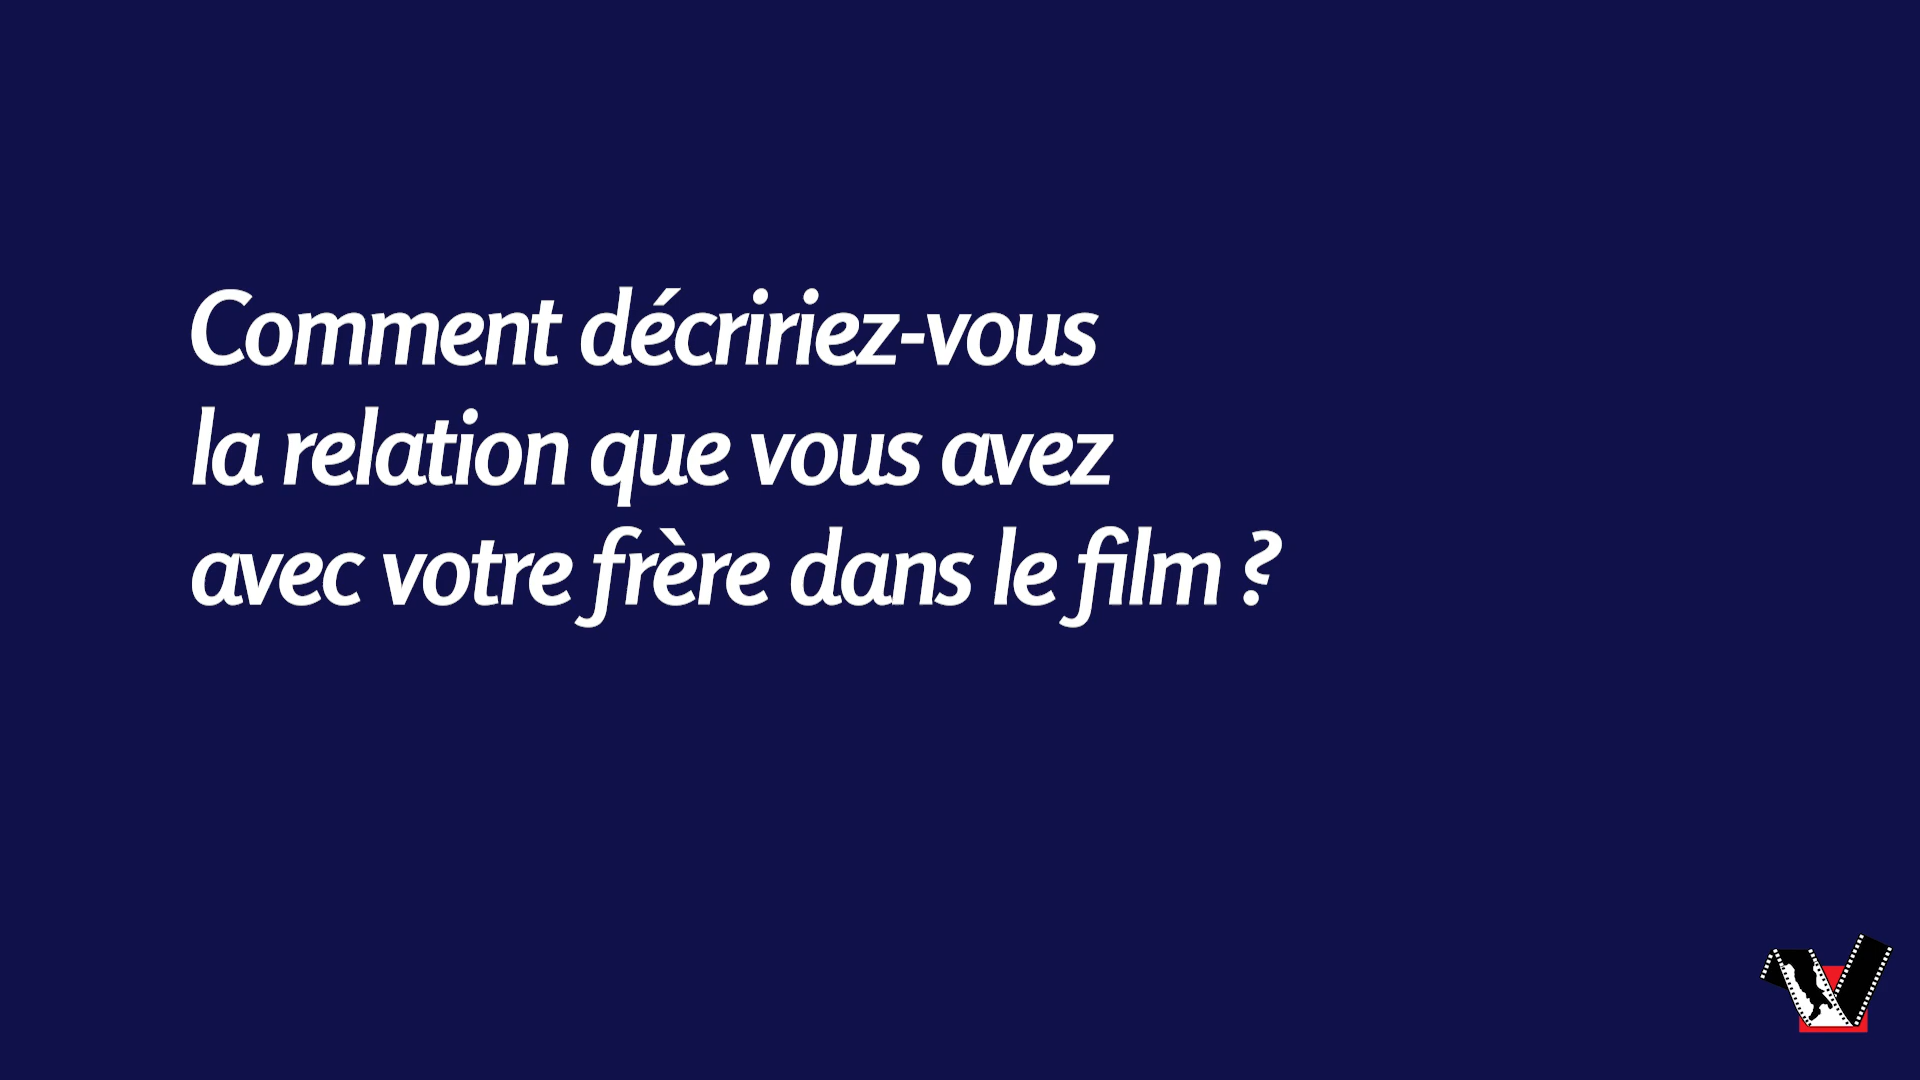 Comment décririez-vous
la relation que vous avez
avec votre frère dans le film ?